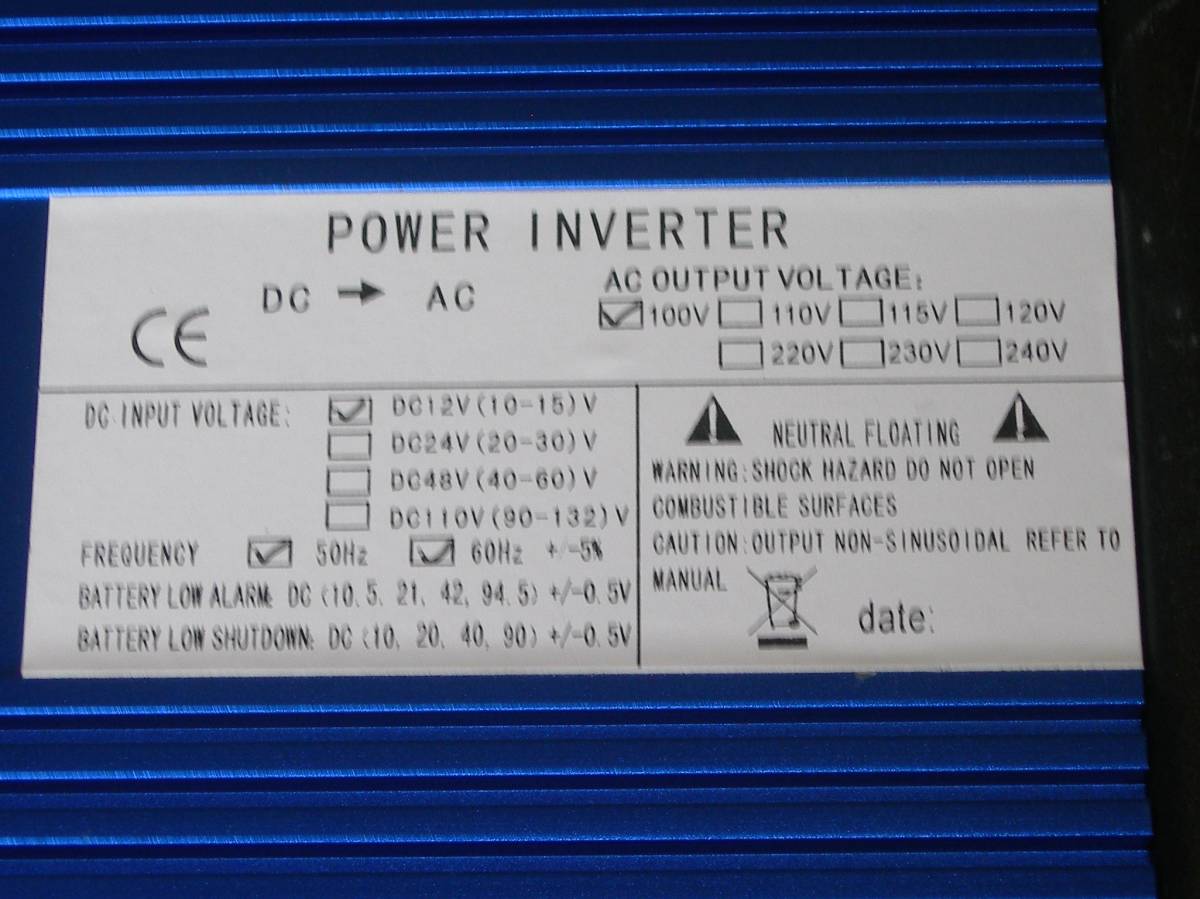 POWER INVERTER
DC → AC
CE
AC OUTPUT VOLTAGE:
☑100V ☐110V ☐115V ☐120V
☐220V ☐230V ☐240V
DC INPUT VOLTAGE: ☑ DC12V(10-15)V
☐ DC24V(20-30)V
☐ DC48V(40-60)V
☐ DC110V(90-132)V
FREQUENCY ☑ 50Hz ☑ 60Hz +/-5%
BATTERY LOW ALARM: DC (10.5, 21, 42, 94.5) +/-0.5V
BATTERY LOW SHUTDOWN: DC (10, 20, 40, 90) +/-0.5V
NEUTRAL FLOATING
WARNING:SHOCK HAZARD DO NOT OPEN
COMBUSTIBLE SURFACES
CAUTION:OUTPUT NON-SINUSOIDAL REFER TO
MANUAL
date: